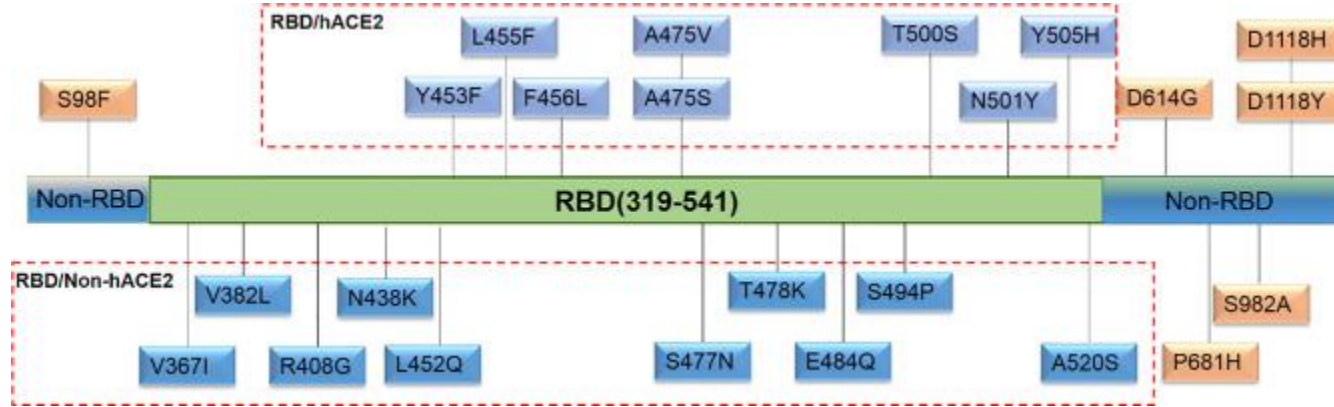 RBD/hACE2
L455F
A475V
T500S
Y505H
D1118H
S98F
Y453F
F456L
A475S
N501Y
D614G
D1118Y
Non-RBD
RBD(319-541)
Non-RBD
RBD/Non-hACE2
V382L
N438K
T478K
S494P
S982A
V367I
R408G
L452Q
S477N
E484Q
A520S
P681H